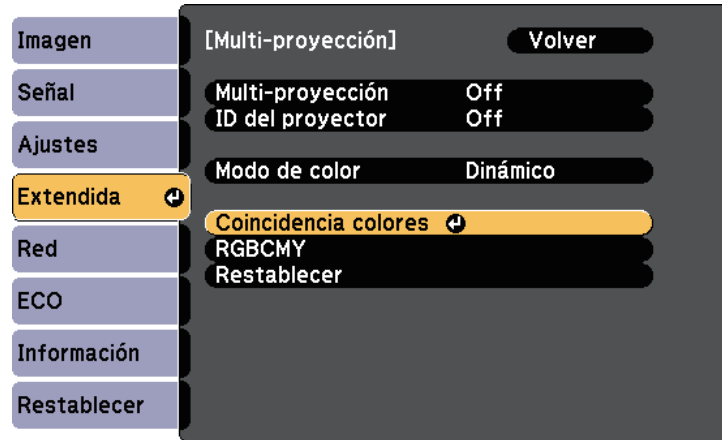 Imagen
Señal
Ajustes
Extendida
Red
ECO
Información
Restablecer
[Multi-proyección] Volver
Multi-proyección Off
ID del proyector Off
Modo de color Dinámico
Coincidencia colores
RGBCMY
Restablecer